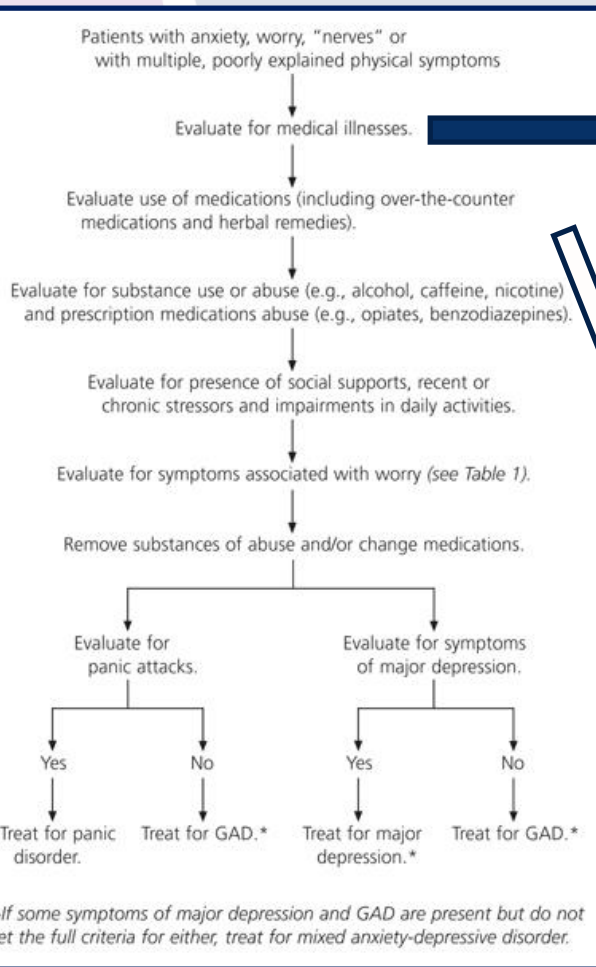 Patients with anxiety, worry, “nerves” or
with multiple, poorly explained physical symptoms
Evaluate for medical illnesses.
Evaluate use of medications (including over-the-counter
medications and herbal remedies).
Evaluate for substance use or abuse (e.g., alcohol, caffeine, nicotine)
and prescription medications abuse (e.g., opiates, benzodiazepines).
Evaluate for presence of social supports, recent or
chronic stressors and impairments in daily activities.
Evaluate for symptoms associated with worry (see Table 1).
Remove substances of abuse and/or change medications.
Evaluate for
panic attacks.
Evaluate for symptoms
of major depression.
Yes No Yes No
Treat for panic
disorder.
Treat for GAD.*
Treat for major
depression.*
Treat for GAD.*
If some symptoms of major depression and GAD are present but do not
et the full criteria for either, treat for mixed anxiety-depressive disorder.